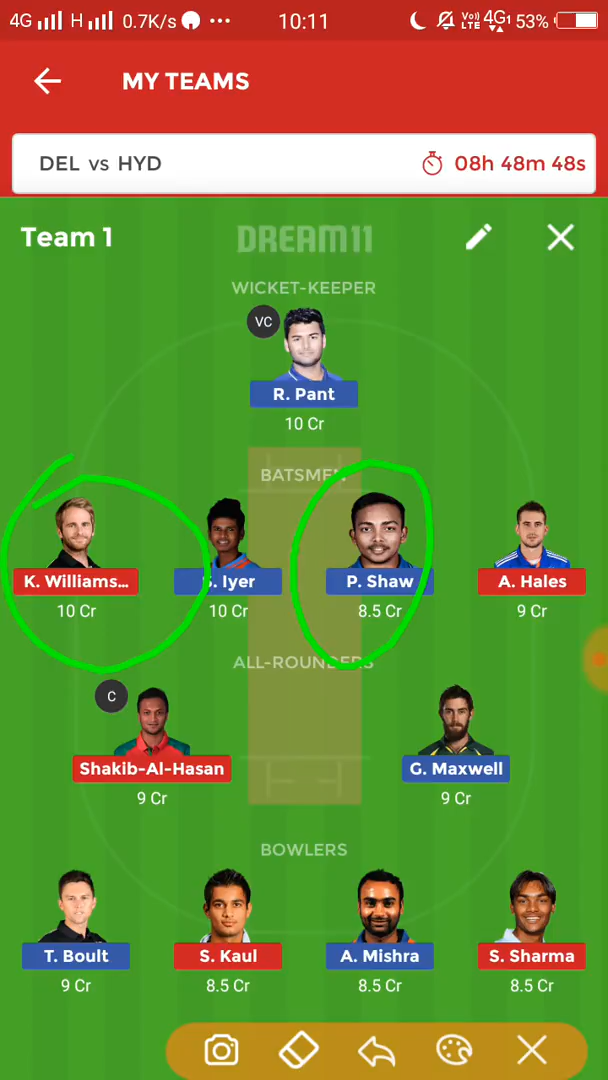 4G H 0.7K/s ... 10:11 Vo)) LTE 4G 53%
MY TEAMS
DEL vs HYD 08h 48m 48s
Team 1 DREAM11
WICKET-KEEPER
VC
R. Pant
10 Cr
BATSMEN
K. Williams... S. Iyer P. Shaw A. Hales
10 Cr 10 Cr 8.5 Cr 9 Cr
ALL-ROUNDERS
C
Shakib-Al-Hasan G. Maxwell
9 Cr 9 Cr
BOWLERS
T. Boult S. Kaul A. Mishra S. Sharma
9 Cr 8.5 Cr 8.5 Cr 8.5 Cr